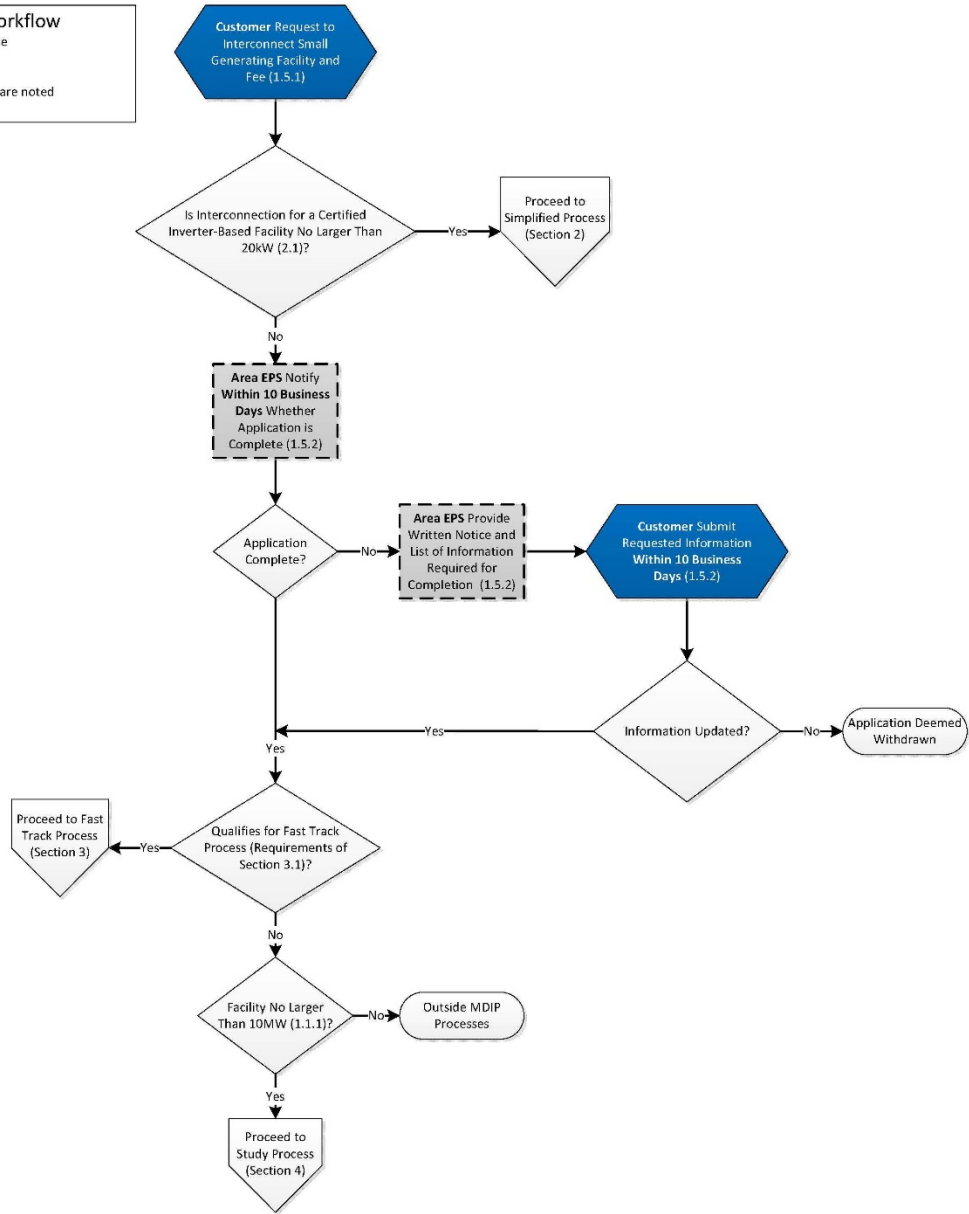 orkflow
e
are noted
Customer Request to
Interconnect Small
Generating Facility and
Fee (1.5.1)
Is Interconnection for a Certified
Inverter-Based Facility No Larger Than
20kW (2.1)?
Yes
Proceed to
Simplified Process
(Section 2)
No
Area EPS Notify
Within 10 Business
Days Whether
Application is
Complete (1.5.2)
Application
Complete?
No
Area EPS Provide
Written Notice and
List of Information
Required for
Completion (1.5.2)
Customer Submit
Requested Information
Within 10 Business
Days (1.5.2)
Information Updated?
No
Application Deemed
Withdrawn
Yes
Yes
Qualifies for Fast Track
Process (Requirements of
Section 3.1)?
Yes
Proceed to Fast
Track Process
(Section 3)
No
Facility No Larger
Than 10MW (1.1.1)?
No
Outside MDIP
Processes
Yes
Proceed to
Study Process
(Section 4)